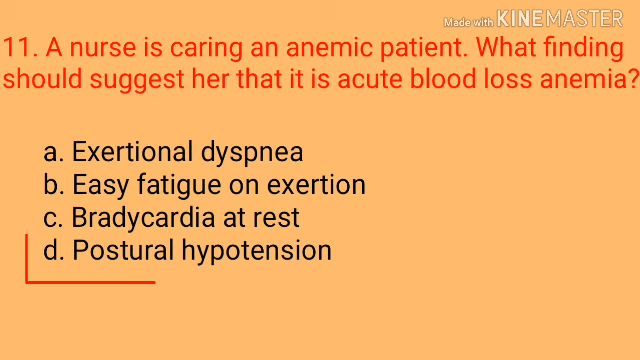 Made with KINEMASTER
11. A nurse is caring an anemic patient. What finding
should suggest her that it is acute blood loss anemia?
a. Exertional dyspnea
b. Easy fatigue on exertion
c. Bradycardia at rest
d. Postural hypotension